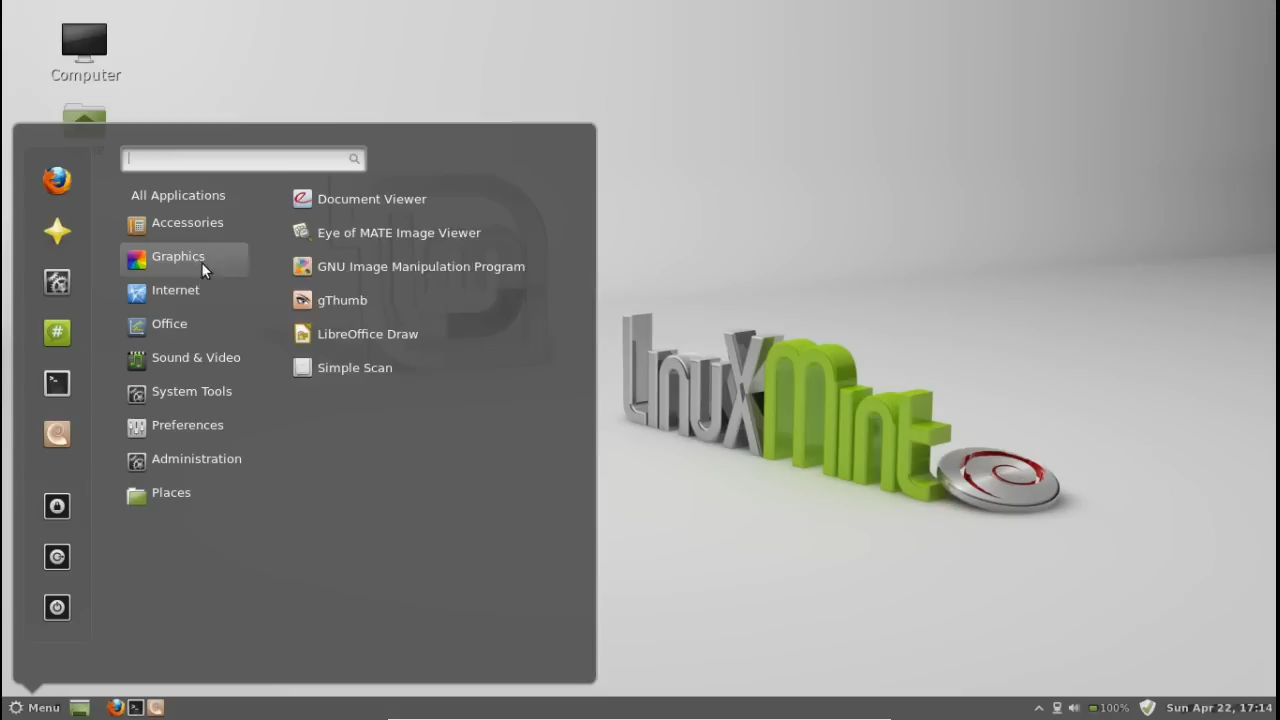 Computer
All Applications
Accessories
Graphics
Internet
Office
Sound & Video
System Tools
Preferences
Administration
Places
Document Viewer
Eye of MATE Image Viewer
GNU Image Manipulation Program
gThumb
LibreOffice Draw
Simple Scan
LinuxMint
Menu
100%
Sun Apr 22, 17:14